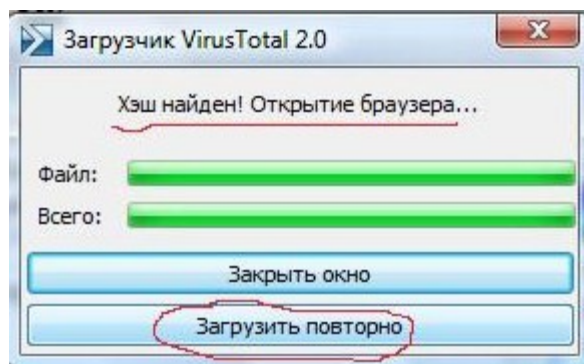 Загрузчик VirusTotal 2.0
Хэш найден! Открытие браузера...
Файл:
Всего:
Закрыть окно
Загрузить повторно